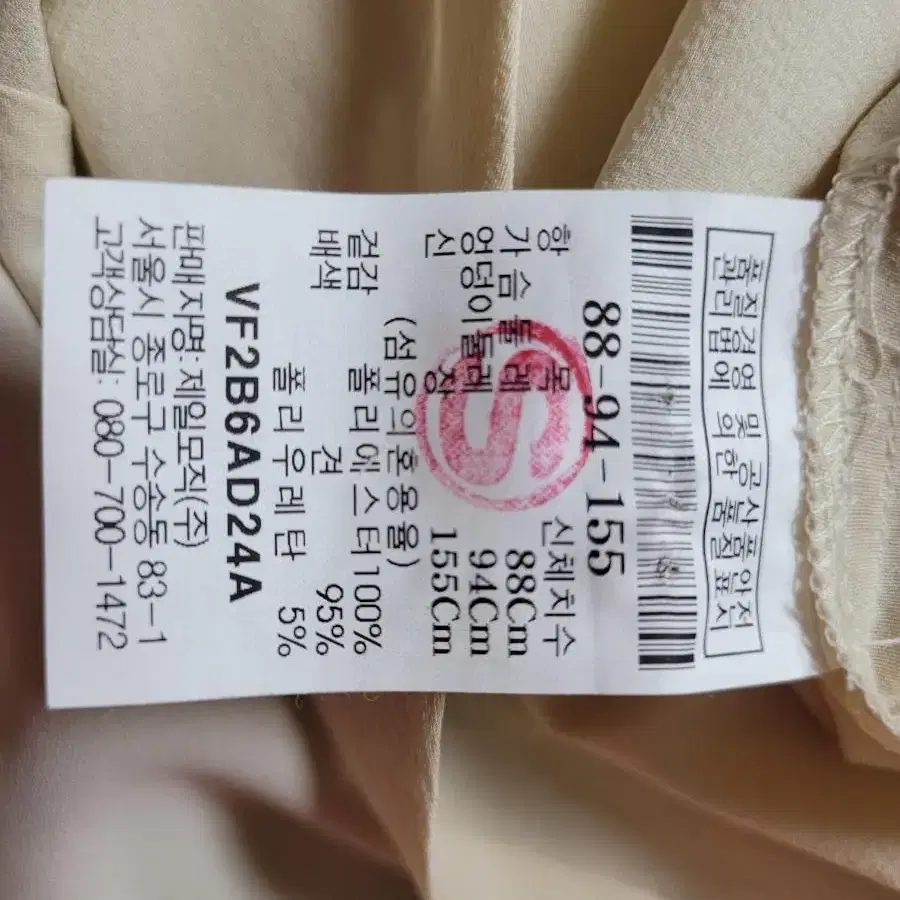 품질경영 및 공산품안전
관리법에 의한 품질표시
88-94-155
항 목 신체치수
가슴둘레 88Cm
엉덩이둘레 94Cm
신 장 155Cm
(섬유의혼용율)
겉감 폴리에스터100%
배색 견 95%
폴리우레탄 5%
VF2B6AD24A
판매자명:제일모직(주)
서울시 종로구 수송동 83-1
고객상담실: 080-700-1472
S